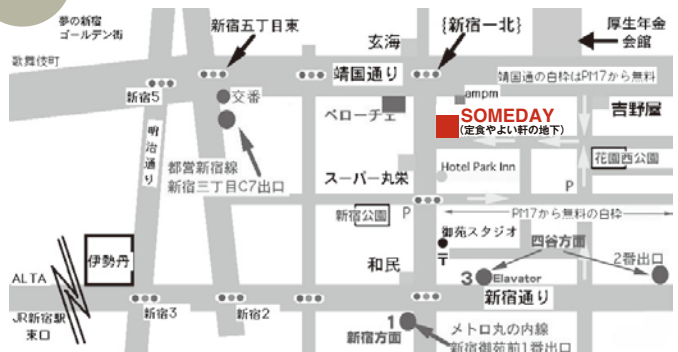 夢の新宿
ゴールデン街
新宿五丁目東
{新宿一北}
厚生年金
会館
玄海
歌舞伎町
靖国通り
靖国通の白枠はPM7から無料
新宿5
交番
ampm
ベローチェ
SOMEDAY
(定食やよい軒の地下)
吉野屋
明治通り
都営新宿線
新宿三丁目C7出口
スーパー丸栄
Hotel Park Inn
花園西公園
P
新宿公園
P
PM7から無料の白枠
御苑スタジオ
〒
四谷方面
2番出口
伊勢丹
和民
ALTA
3
Elavator
新宿通り
JR新宿駅
東口
新宿3
新宿2
1
新宿方面
メトロ丸の内線
新宿御苑前1番出口